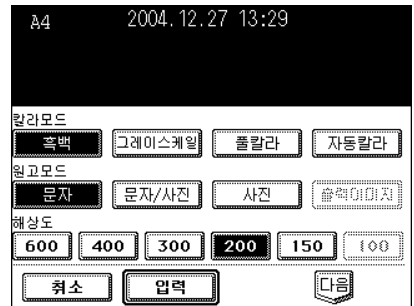 A4 2004.12.27 13:29
칼라모드
흑백 그레이스케일 풀칼라 자동칼라
원고모드
문자 문자/사진 사진 출력이미지
해상도
600 400 300 200 150 100
취소 입력 다음